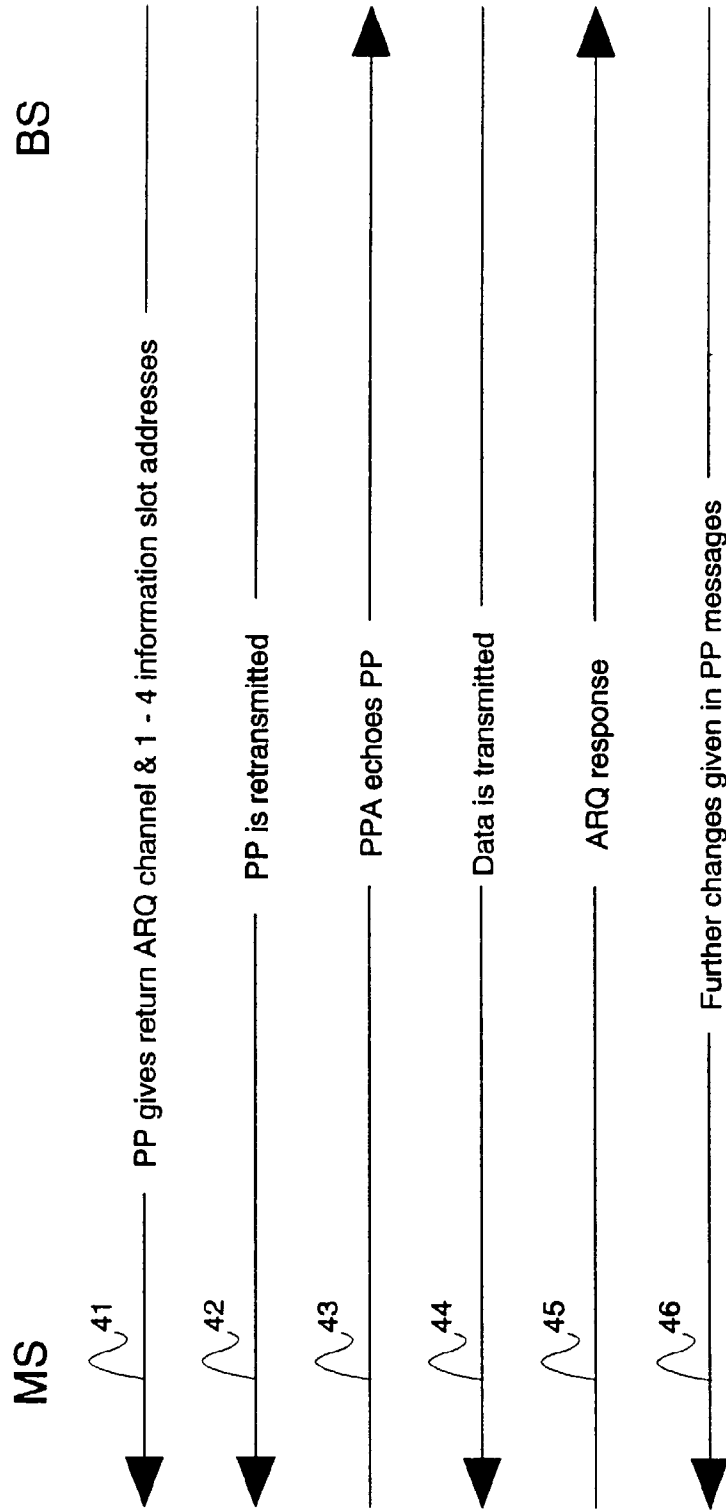 MS BS
41 PP gives return ARQ channel & 1 - 4 information slot addresses
42 PP is retransmitted
43 PPA echoes PP
44 Data is transmitted
45 ARQ response
46 Further changes given in PP messages